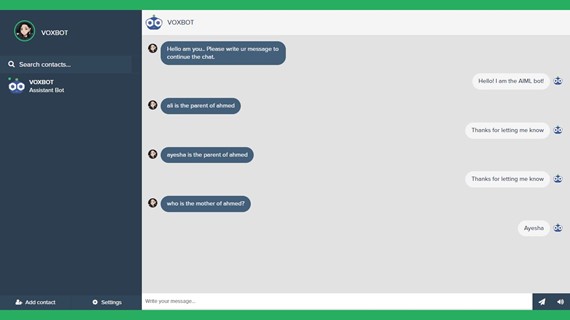 VOXBOT
Search contacts...
VOXBOT
Assistant Bot
Add contact
Settings
VOXBOT
Hello am you.. Please write ur message to
continue the chat.
Hello! I am the AIML bot!
ali is the parent of ahmed
Thanks for letting me know
ayesha is the parent of ahmed
Thanks for letting me know
who is the mother of ahmed?
Ayesha
Write your message...